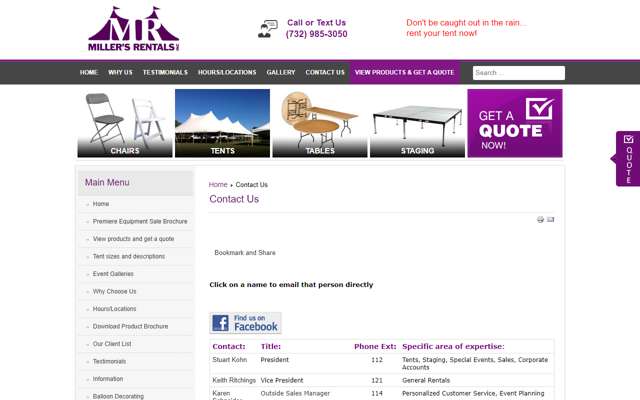 MR
MILLER'S RENTALS INC
Call or Text Us
(732) 985-3050
Don't be caught out in the rain...
rent your tent now!
HOME WHY US TESTIMONIALS HOURS/LOCATIONS GALLERY CONTACT US VIEW PRODUCTS & GET A QUOTE
Search ...
CHAIRS TENTS TABLES STAGING
GET A
QUOTE
NOW!
QUOTE
Main Menu
Home
Premiere Equipment Sale Brochure
View products and get a quote
Tent sizes and descriptions
Event Galleries
Why Choose Us
Hours/Locations
Download Product Brochure
Our Client List
Testimonials
Information
Balloon Decorating
Home ▸ Contact Us
Contact Us
Bookmark and Share
Click on a name to email that person directly
Find us on
Facebook
Contact: Title: Phone Ext: Specific area of expertise:
Stuart Kohn President 112 Tents, Staging, Special Events, Sales, Corporate
Accounts
Keith Ritchings Vice President 121 General Rentals
Karen Outside Sales Manager 114 Personalized Customer Service, Event Planning